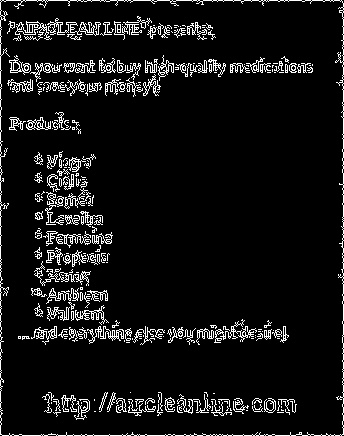 "AIRCLEAN LINE" presents:
Do you want to buy high-quality medications
and save your money?
Products:
* Viagra
* Cialis
* Soma
* Levitra
* Propecia
* Xanax
* Ambien
* Valium
... and everything else you might desire!
http://aircleanline.com